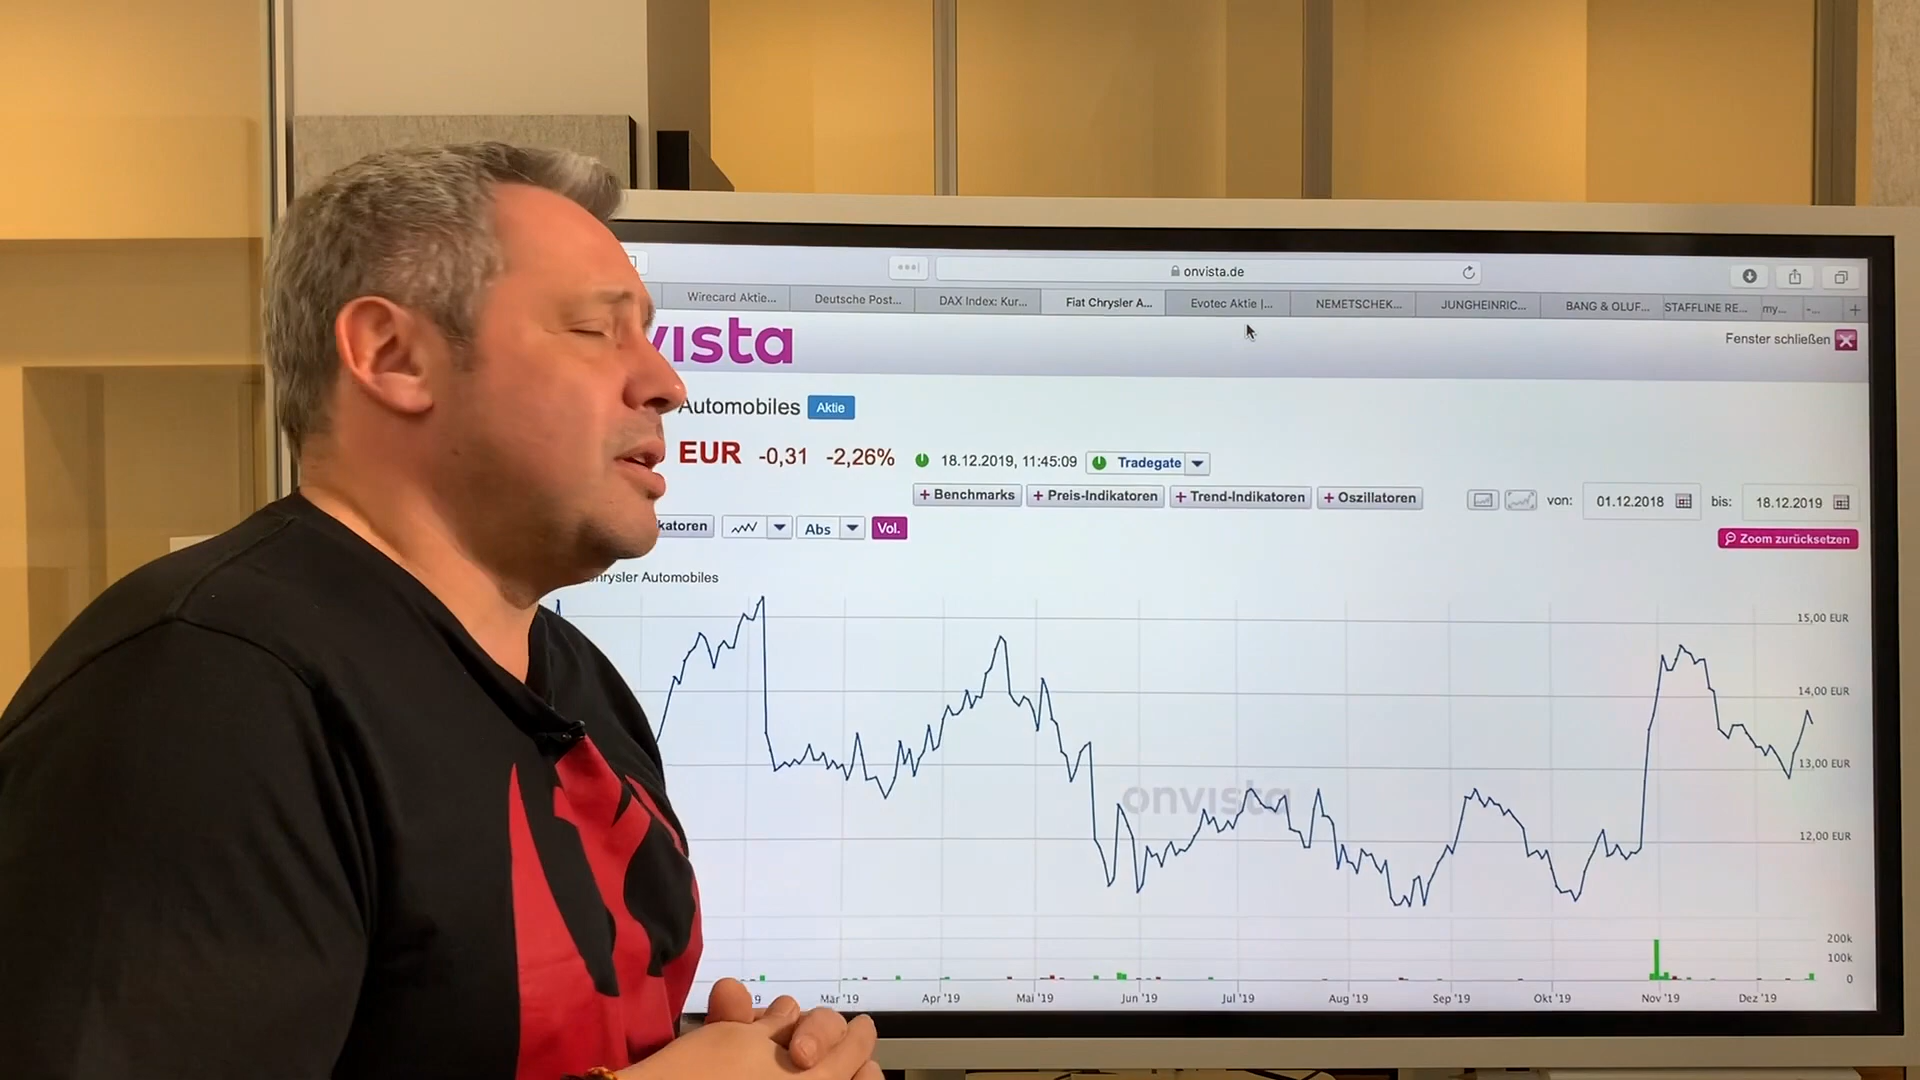 onvista.de
Wirecard Aktie... Deutsche Post... DAX Index: Kur... Fiat Chrysler A... Evotec Aktie |... NEMETSCHEK... JUNGHEINRIC... BANG & OLUF... STAFFLINE RE... my... -...
vista
Fenster schließen
Automobiles Aktie
EUR -0,31 -2,26% 18.12.2019, 11:45:09 Tradegate
+ Benchmarks + Preis-Indikatoren + Trend-Indikatoren + Oszillatoren von: 01.12.2018 bis: 18.12.2019
katoren Abs Vol. Zoom zurücksetzen
hrysler Automobiles
15,00 EUR
14,00 EUR
13,00 EUR
onvista
12,00 EUR
200k
100k
0
9 Mär '19 Apr '19 Mai '19 Jun '19 Jul '19 Aug '19 Sep '19 Okt '19 Nov '19 Dez '19